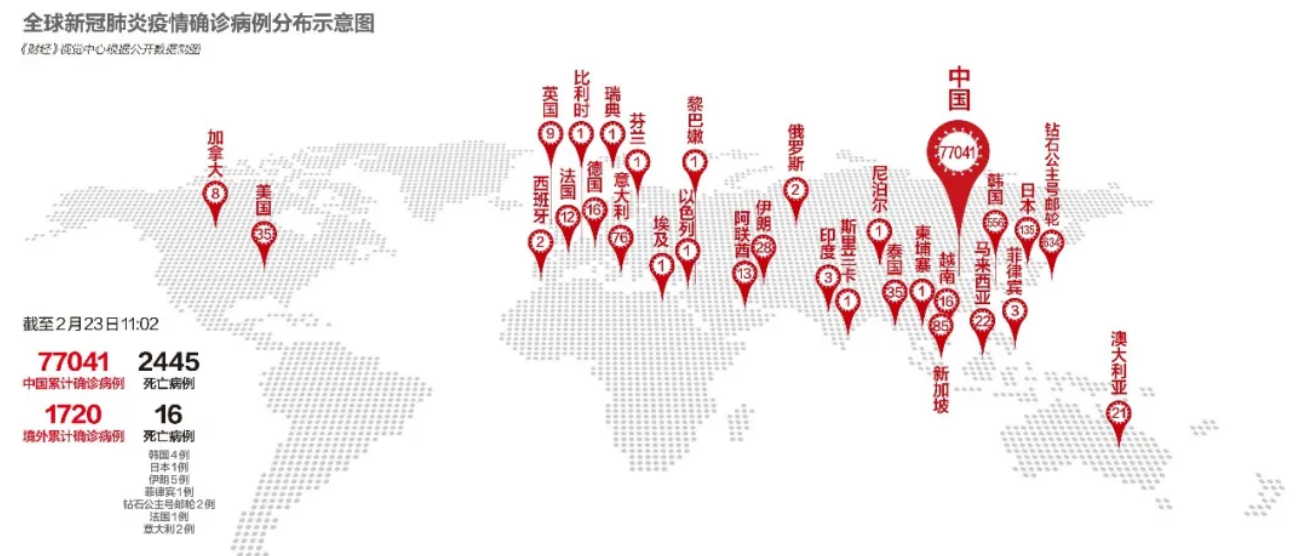 全球新冠肺炎疫情确诊病例分布示意图
《财经》视觉中心根据公开数据制图
加拿大
8
美国
35
英国
9
比利时
1
瑞典
1
芬兰
1
黎巴嫩
1
俄罗斯
2
中国
77041
钻石公主号邮轮
634
日本
135
韩国
556
西班牙
2
法国
12
德国
16
意大利
76
埃及
1
以色列
1
阿联酋
13
伊朗
28
印度
3
斯里兰卡
1
尼泊尔
1
泰国
35
柬埔寨
1
越南
16
85
新加坡
马来西亚
22
菲律宾
3
澳大利亚
21
截至2月23日11:02
77041
中国累计确诊病例
2445
死亡病例
1720
境外累计确诊病例
16
死亡病例
韩国4例
日本1例
伊朗5例
菲律宾1例
钻石公主号邮轮2例
法国1例
意大利2例